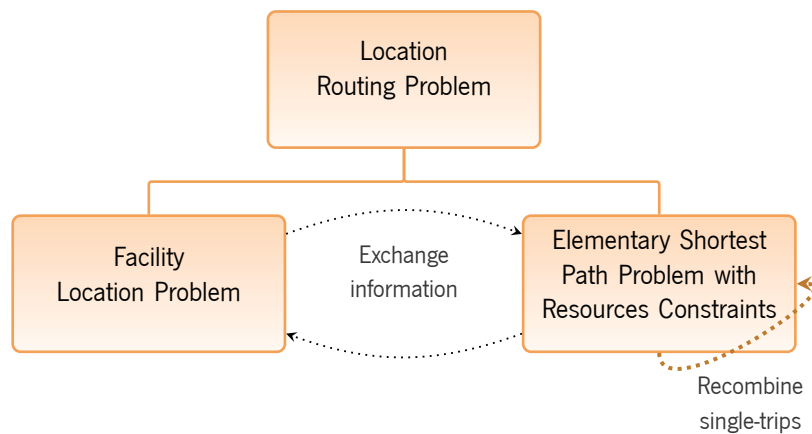 Location
Routing Problem
Facility
Location Problem
Exchange
information
Elementary Shortest
Path Problem with
Resources Constraints
Recombine
single-trips